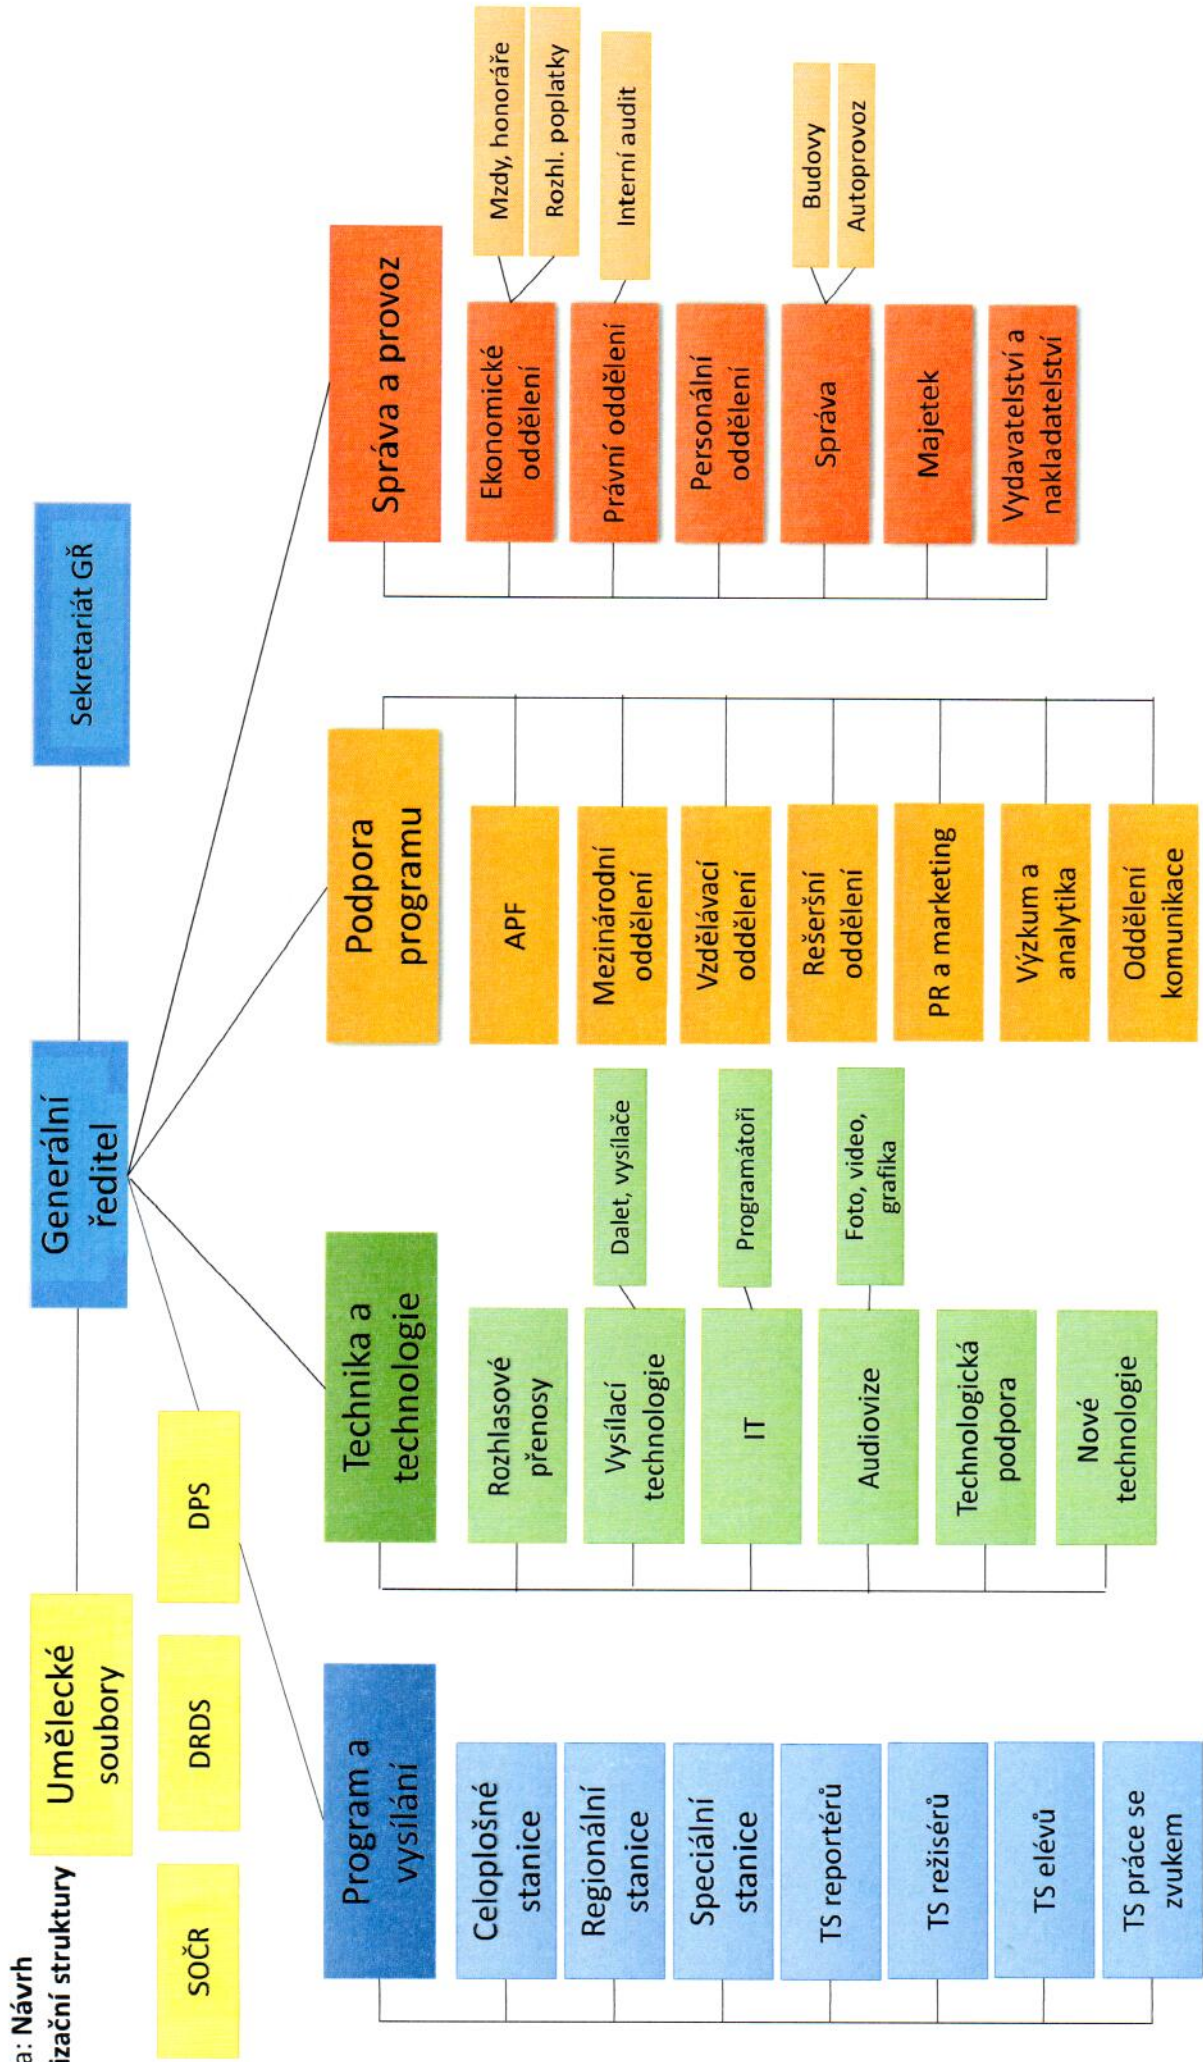 a: Návrh
izační struktury
Umělecké
soubory
Generální
ředitel
Sekretariát GŘ
SOČR
DRDS
DPS
Program a
vysílání
Celoplošné
stanice
Regionální
stanice
Speciální
stanice
TS reportérů
TS režisérů
TS elévů
TS práce se
zvukem
Technika a
technologie
Rozhlasové
přenosy
Vysílací
technologie
Dalet, vysílače
IT
Programátoři
Audiovize
Foto, video,
grafika
Technologická
podpora
Nové
technologie
Podpora
programu
APF
Mezinárodní
oddělení
Vzdělávací
oddělení
Rešeršní
oddělení
PR a marketing
Výzkum a
analytika
Oddělení
komunikace
Správa a provoz
Ekonomické
oddělení
Mzdy, honoráře
Rozhl. poplatky
Právní oddělení
Interní audit
Personální
oddělení
Správa
Budovy
Autoprovoz
Majetek
Vydavatelství a
nakladatelství